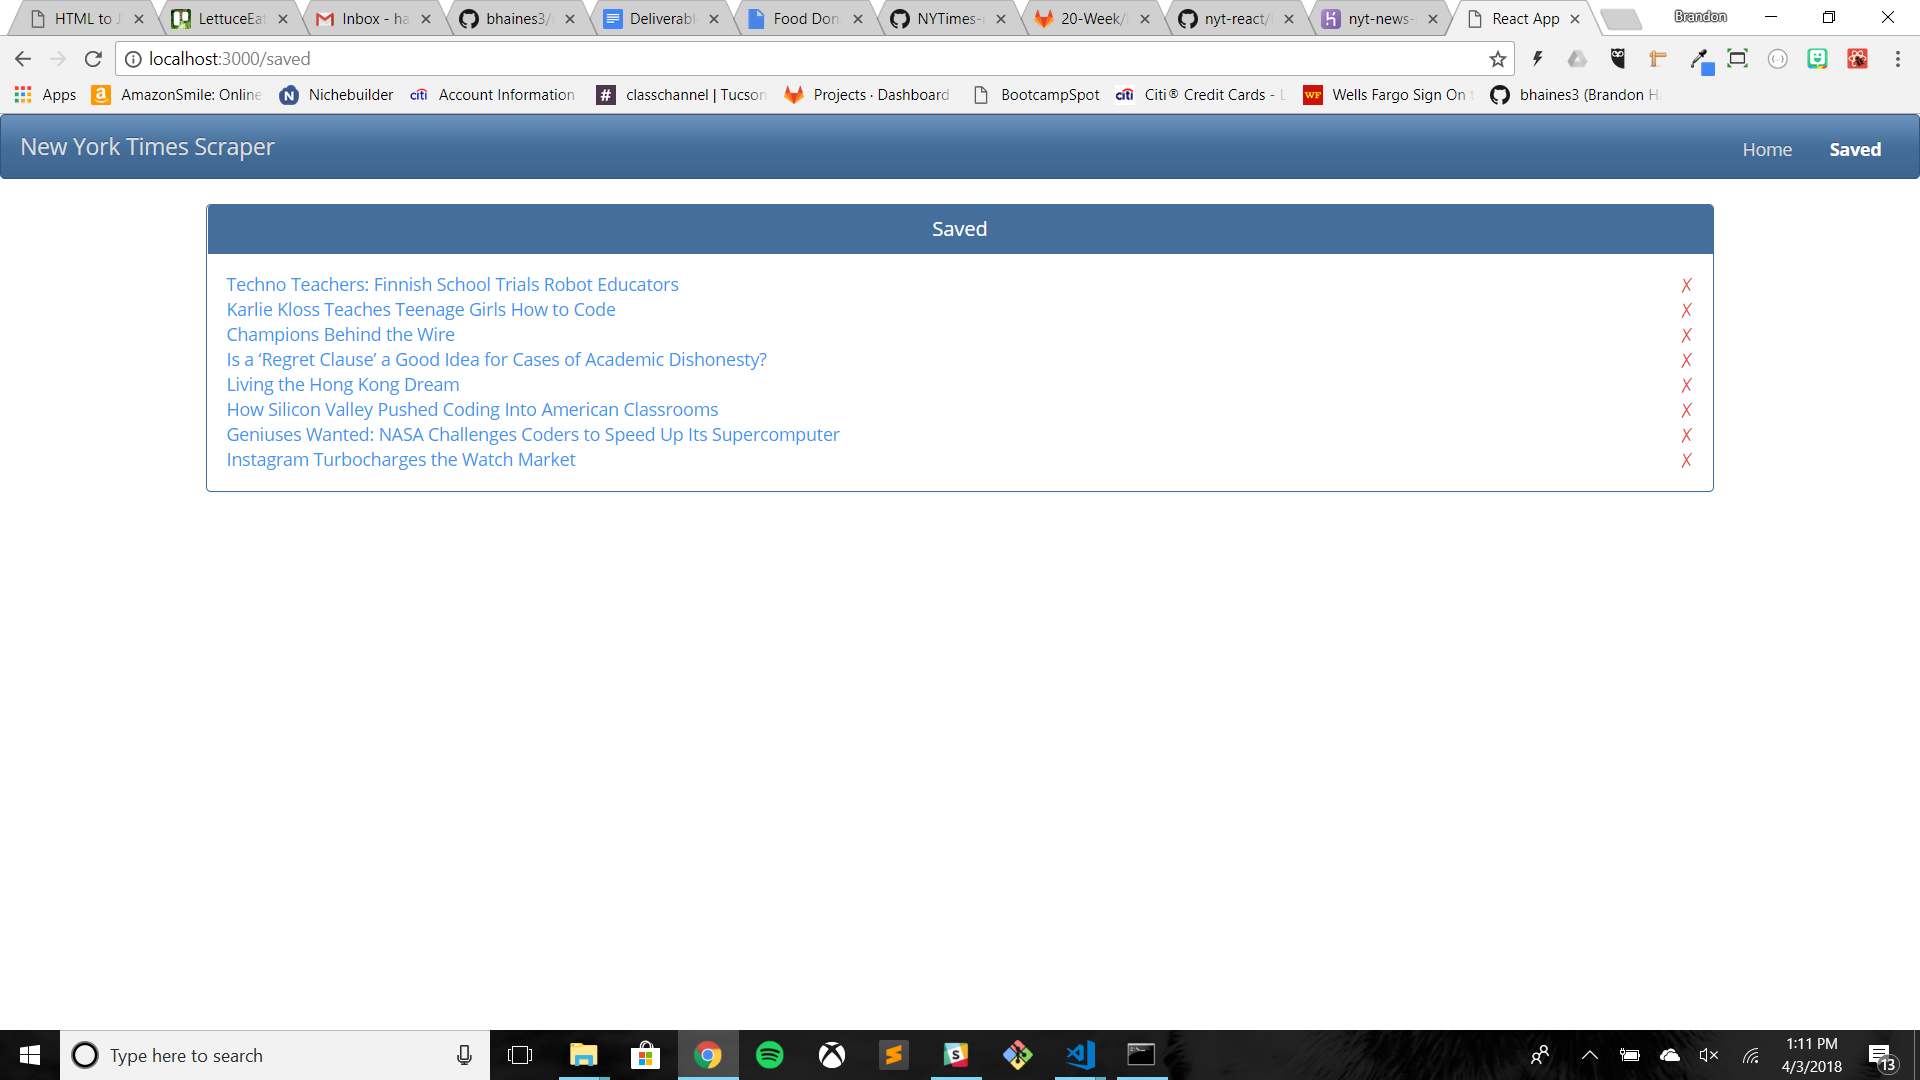 HTML to J LettuceEat Inbox - ha bhaines3/ Deliverabl Food Don NYTimes- 20-Week/ nyt-react/ nyt-news- React App Brandon
localhost:3000/saved
Apps AmazonSmile: Online Nichebuilder Account Information classchannel | Tucson Projects · Dashboard BootcampSpot Citi® Credit Cards - L Wells Fargo Sign On t bhaines3 (Brandon H
New York Times Scraper Home Saved
Saved
Techno Teachers: Finnish School Trials Robot Educators X
Karlie Kloss Teaches Teenage Girls How to Code X
Champions Behind the Wire X
Is a ‘Regret Clause’ a Good Idea for Cases of Academic Dishonesty? X
Living the Hong Kong Dream X
How Silicon Valley Pushed Coding Into American Classrooms X
Geniuses Wanted: NASA Challenges Coders to Speed Up Its Supercomputer X
Instagram Turbocharges the Watch Market X
Type here to search
1:11 PM
4/3/2018
13